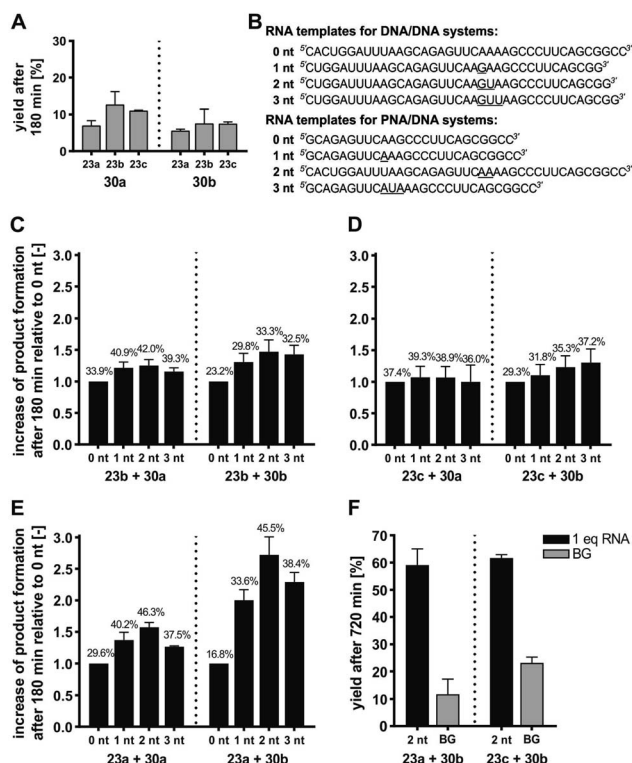 A
yield after
180 min [%]
30
20
10
0
23a 23b 23c 23a 23b 23c
30a 30b
B
RNA templates for DNA/DNA systems:
0 nt 5'CACUGGAUUUAAGCAGAGUUCAAAAGCCCUUCAGCGGCC3'
1 nt 5'CUGGAUUUAAGCAGAGUUCAAGAAGCCCUUCAGCGG3'
2 nt 5'CUGGAUUUAAGCAGAGUUCAAGUAAGCCCUUCAGCGG3'
3 nt 5'CUGGAUUUAAGCAGAGUUCAAGUUAAGCCCUUCAGCGG3'
RNA templates for PNA/DNA systems:
0 nt 5'GCAGAGUUCAAGCCCUUCAGCGGCC3'
1 nt 5'GCAGAGUUCAAAGCCCUUCAGCGGCC3'
2 nt 5'CACUGGAUUUAAGCAGAGUUCAAAAGCCCUUCAGCGGCC3'
3 nt 5'GCAGAGUUCAUAAAGCCCUUCAGCGGCC3'
C
increase of product formation
after 180 min relative to 0 nt [-]
3.0
2.5
2.0
1.5
1.0
0.5
0.0
33.9% 40.9% 42.0% 39.3% 23.2% 29.8% 33.3% 32.5%
0 nt 1 nt 2 nt 3 nt 0 nt 1 nt 2 nt 3 nt
23b + 30a 23b + 30b
D
3.0
2.5
2.0
1.5
1.0
0.5
0.0
37.4% 39.3% 38.9% 36.0% 29.3% 31.8% 35.3% 37.2%
0 nt 1 nt 2 nt 3 nt 0 nt 1 nt 2 nt 3 nt
23c + 30a 23c + 30b
E
increase of product formation
after 180 min relative to 0 nt [-]
3.0
2.5
2.0
1.5
1.0
0.5
0.0
29.6% 40.2% 46.3% 37.5% 16.8% 33.6% 45.5% 38.4%
0 nt 1 nt 2 nt 3 nt 0 nt 1 nt 2 nt 3 nt
23a + 30a 23a + 30b
F
yield after 720 min [%]
70
60
50
40
30
20
10
0
1 eq RNA
BG
2 nt BG 2 nt BG
23a + 30b 23c + 30b